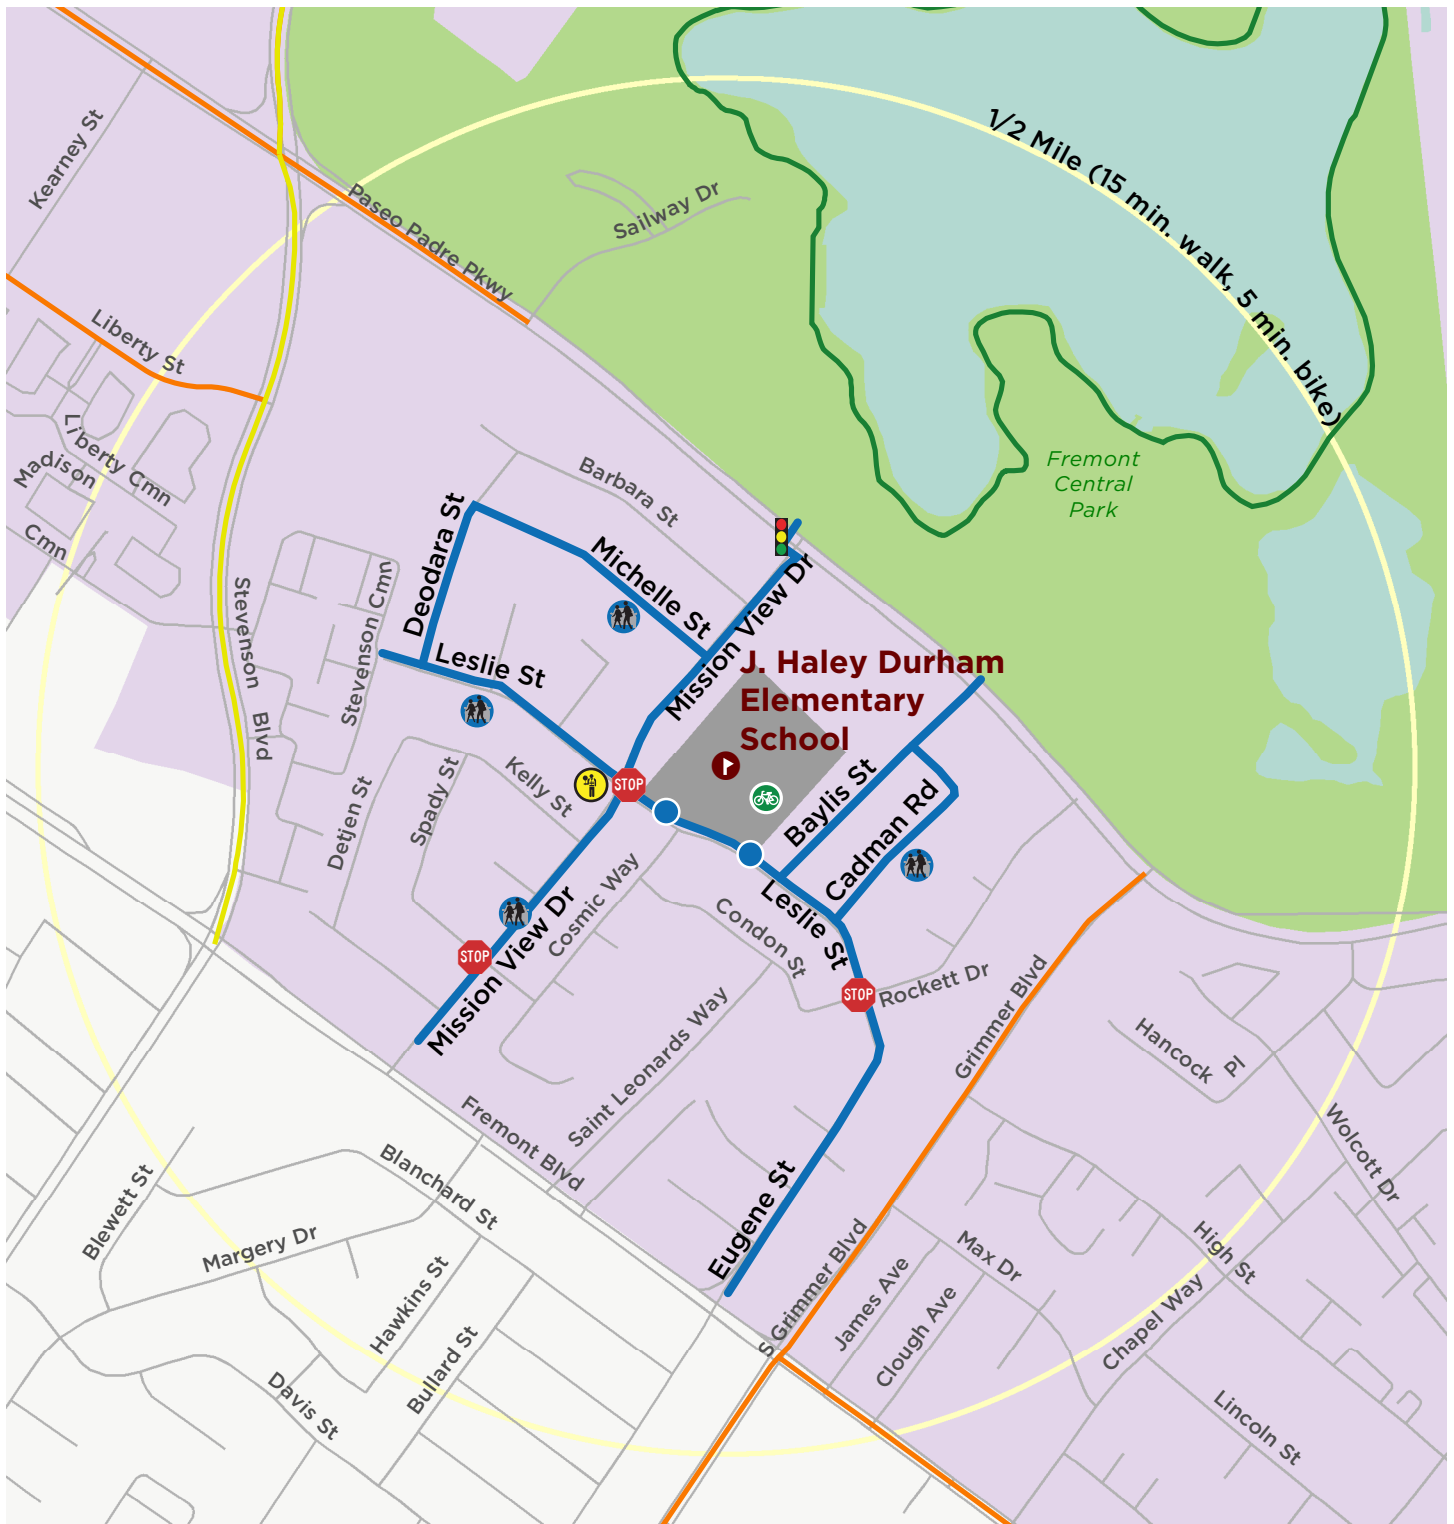 1/2 Mile (15 min. walk, 5 min. bike)
Kearney St
Paseo Padre Pkwy
Sailway Dr
Liberty St
Liberty Cmn
Madison
Cmn
Fremont
Central
Park
Barbara St
Deodara St
Michelle St
Mission View Dr
Stevenson Blvd
Stevenson Cmn
Leslie St
J. Haley Durham
Elementary
School
Detjen St
Spady St
Kelly St
STOP
Baylis St
Cadman Rd
Cosmic Way
Mission View Dr
STOP
Condon St
Leslie St
STOP
Rockett Dr
Grimmer Blvd
Saint Leonards Way
Hancock Pl
Wolcott Dr
Fremont Blvd
Blanchard St
Blewett St
Margery Dr
Eugene St
S Grimmer Blvd
Max Dr
High St
Hawkins St
James Ave
Clough Ave
Chapel Way
Bullard St
Davis St
Lincoln St